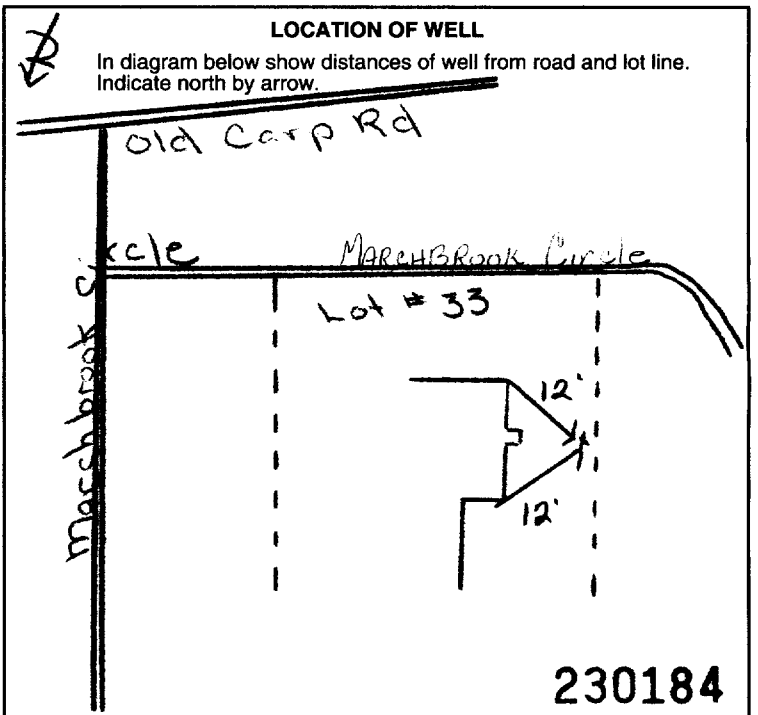 LOCATION OF WELL
In diagram below show distances of well from road and lot line.
Indicate north by arrow.
N
Old Carp Rd
Marchbrook Circle
MARCHBROOK Circle
Lot # 33
12'
12'
230184